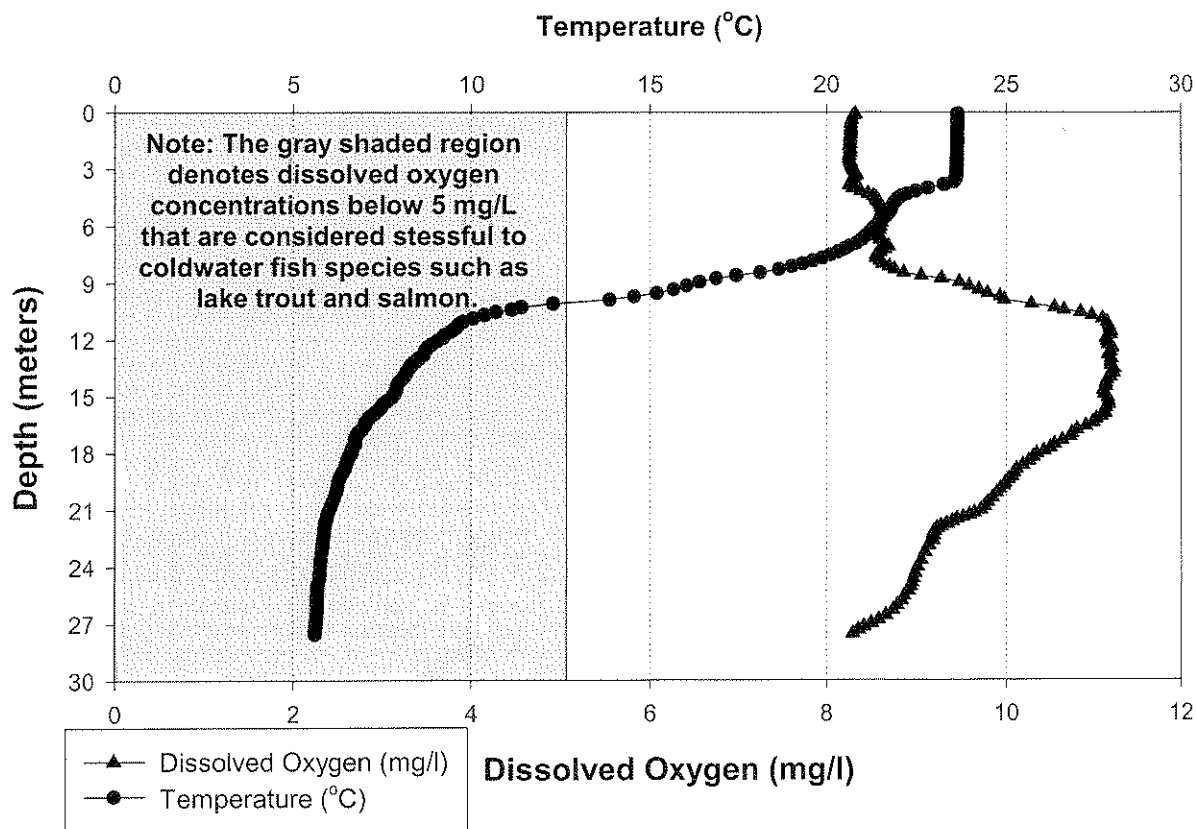 Temperature (°C)
0 5 10 15 20 25 30
0
3
6
9
12
15
18
21
24
27
30
Depth (meters)
Note: The gray shaded region
denotes dissolved oxygen
concentrations below 5 mg/L
that are considered stessful to
coldwater fish species such as
lake trout and salmon.
0 2 4 6 8 10 12
Dissolved Oxygen (mg/l)
Dissolved Oxygen (mg/l)
Temperature (°C)